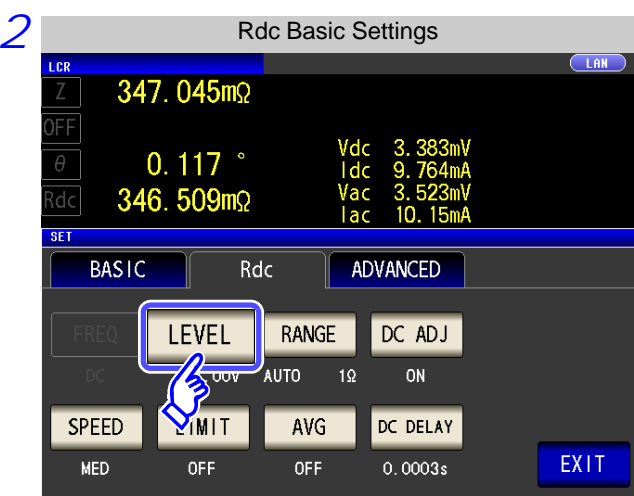 2
Rdc Basic Settings
LCR
LAN
Z 347.045mΩ
OFF
θ 0.117 °
Rdc 346.509mΩ
Vdc 3.383mV
Idc 9.764mA
Vac 3.523mV
Iac 10.15mA
SET
BASIC Rdc ADVANCED
FREQ LEVEL RANGE DC ADJ
DC 00V AUTO 1Ω ON
SPEED LIMIT AVG DC DELAY
MED OFF OFF 0.0003s
EXIT